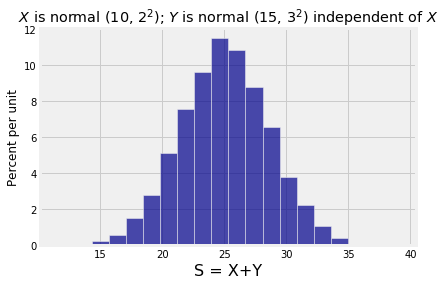 X is normal (10, 2²); Y is normal (15, 3²) independent of X
12
10
8
6
4
2
0
Percent per unit
15 20 25 30 35 40
S = X+Y